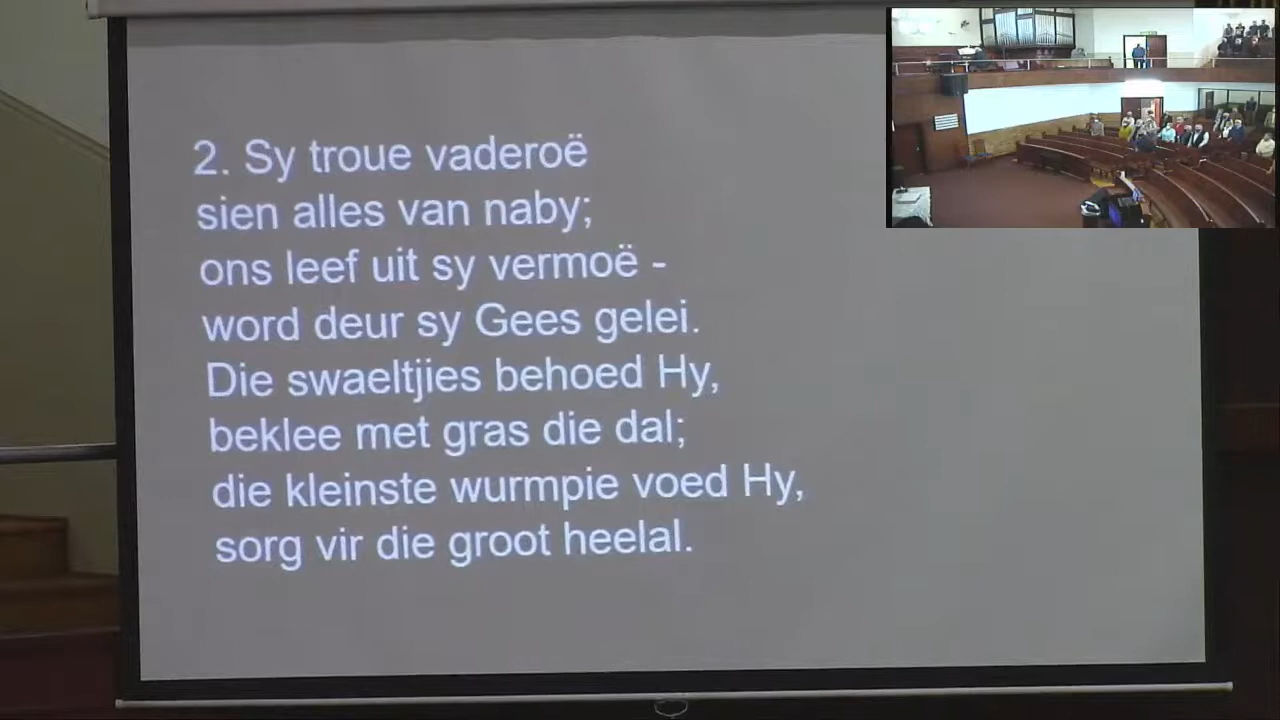 2. Sy troue vaderoë
sien alles van naby;
ons leef uit sy vermoë -
word deur sy Gees gelei.
Die swaeltjies behoed Hy,
beklee met gras die dal;
die kleinste wurmpie voed Hy,
sorg vir die groot heelal.